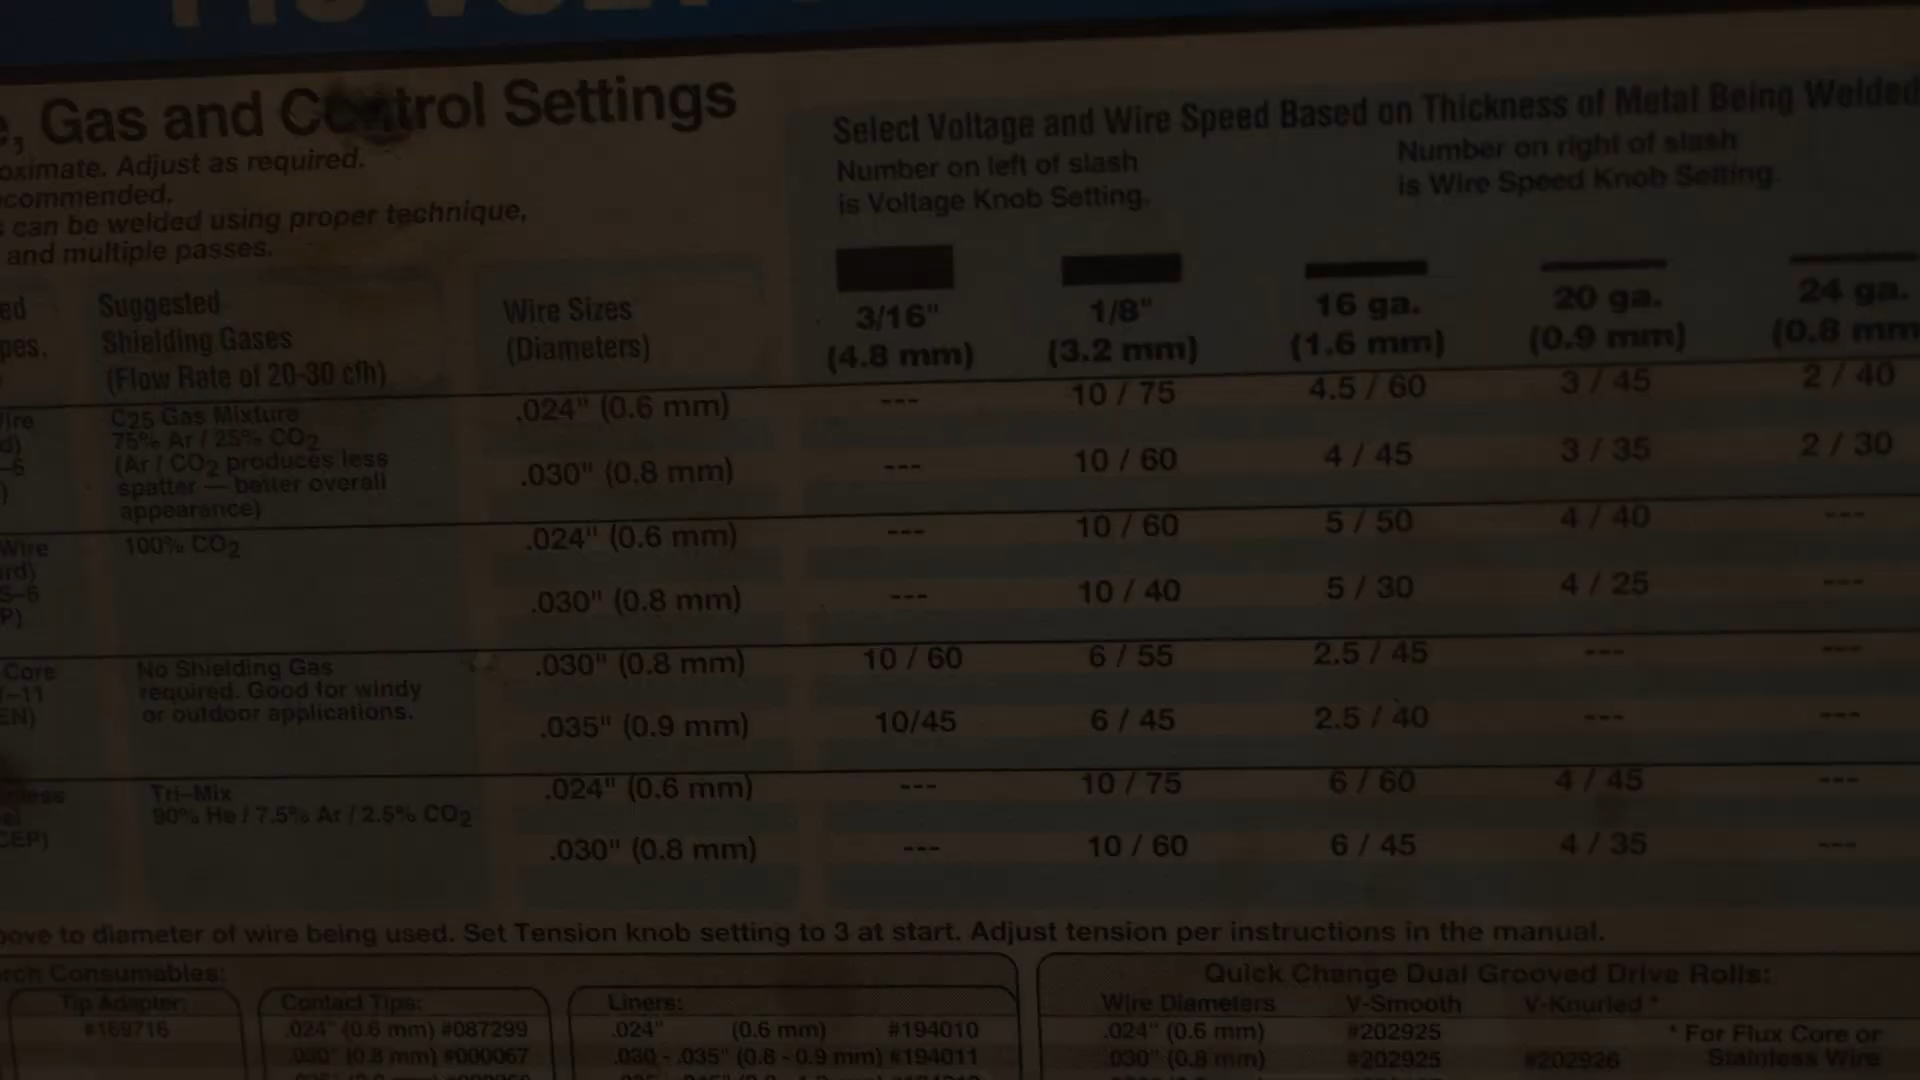 , Gas and Control Settings
Adjust as required.
can be welded using proper technique,
and multiple passes.
Select Voltage and Wire Speed Based on Thickness of Metal Being Welded
Number on left of slash
is Voltage Knob Setting.
Number on right of slash
is Wire Speed Knob Setting.
Suggested
Shielding Gases
(Flow Rate of 20-30 cfh)
Wire Sizes
(Diameters)
3/16"
(4.8 mm)
1/8"
(3.2 mm)
16 ga.
(1.6 mm)
20 ga.
(0.9 mm)
24 ga.
(0.8 mm
C25 Gas Mixture
75% Ar / 25% CO2
(Ar / CO2 produces less
spatter — better overall
appearance)
.024" (0.6 mm) --- 10 / 75 4.5 / 60 3 / 45 2 / 40
.030" (0.8 mm) --- 10 / 60 4 / 45 3 / 35 2 / 30
Wire
100% CO2
.024" (0.6 mm) --- 10 / 60 5 / 50 4 / 40 ---
.030" (0.8 mm) --- 10 / 40 5 / 30 4 / 25 ---
Core
No Shielding Gas
required. Good for windy
or outdoor applications.
.030" (0.8 mm) 10 / 60 6 / 55 2.5 / 45 --- ---
.035" (0.9 mm) 10/45 6 / 45 2.5 / 40 --- ---
Tri-Mix
90% He / 7.5% Ar / 2.5% CO2
.024" (0.6 mm) --- 10 / 75 6 / 60 4 / 45 ---
.030" (0.8 mm) --- 10 / 60 6 / 45 4 / 35 ---
to diameter of wire being used. Set Tension knob setting to 3 at start. Adjust tension per instructions in the manual.
Consumables:
Tip Adapter:
#169716
Contact Tips:
.024" (0.6 mm) #087299
.030" (0.8 mm) #000067
Liners:
.024" (0.6 mm) #194010
.030 - .035" (0.8 - 0.9 mm) #194011
Quick Change Dual Grooved Drive Rolls:
Wire Diameters V-Smooth V-Knurled *
.024" (0.6 mm) #202925
.030" (0.8 mm) #202925 #202926
* For Flux Core or
Stainless Wire